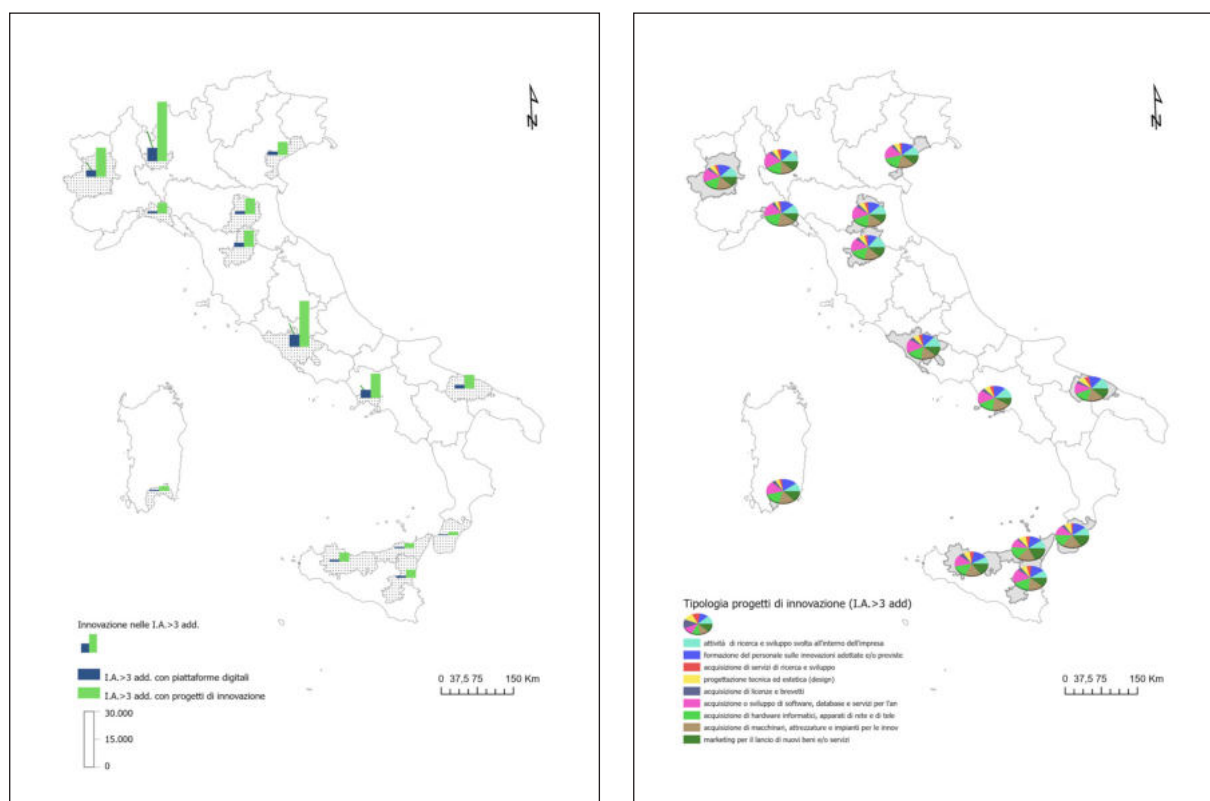 N
Innovazione nelle I.A.>3 add.
I.A.>3 add. con piattaforme digitali
I.A.>3 add. con progetti di innovazione
30.000
15.000
0
0 37,5 75 150 Km
N
Tipologia progetti di innovazione (I.A.>3 add)
attività di ricerca e sviluppo svolta all'interno dell'impresa
formazione del personale sulle innovazioni adottate e/o previste
acquisizione di servizi di ricerca e sviluppo
progettazione tecnica ed estetica (design)
acquisizione di licenze e brevetti
acquisizione o sviluppo di software, database e servizi per l'an
acquisizione di hardware informatici, apparati di rete e di tele
acquisizione di macchinari, attrezzature e impianti per le innov
marketing per il lancio di nuovi beni e/o servizi
0 37,5 75 150 Km